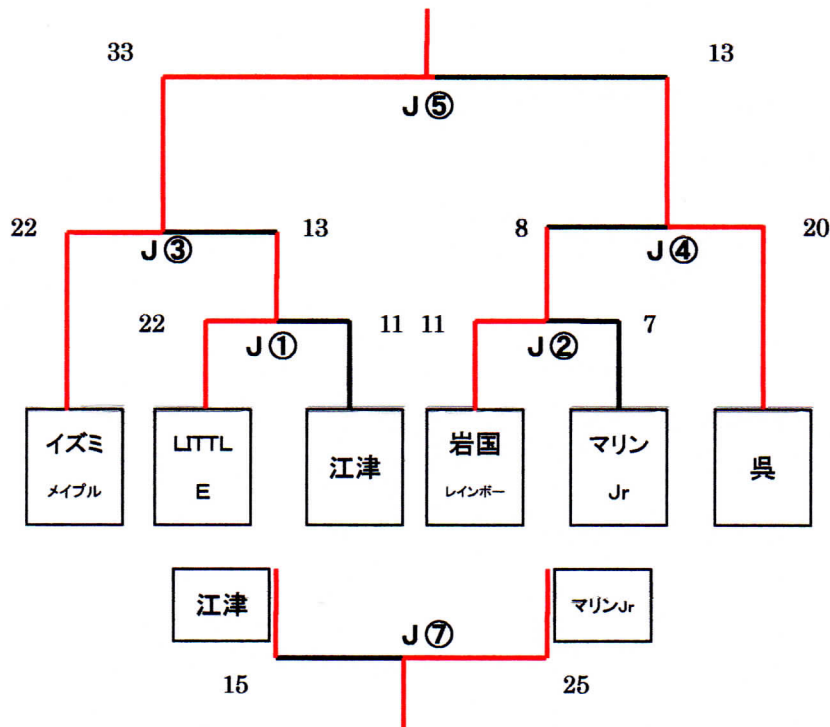 33
13
J⑤
22
13
8
20
J③
J④
22
11
11
7
J①
J②
イズミ
メイプル
LITTL
E
江津
岩国
レインボー
マリン
Jr
呉
江津
マリンJr
J⑦
15
25